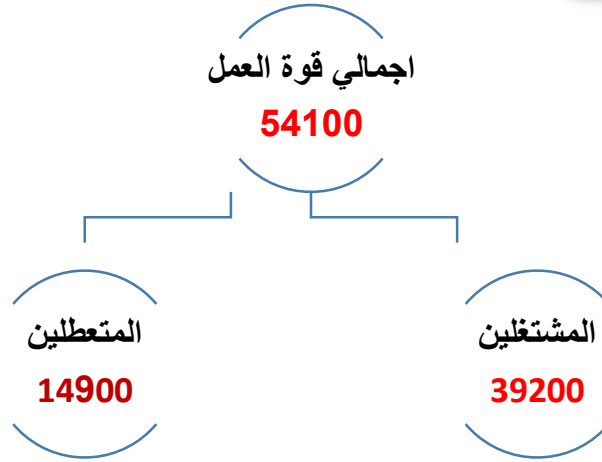 اجمالي قوة العمل
54100
المشتغلين
39200
المتعطلين
14900